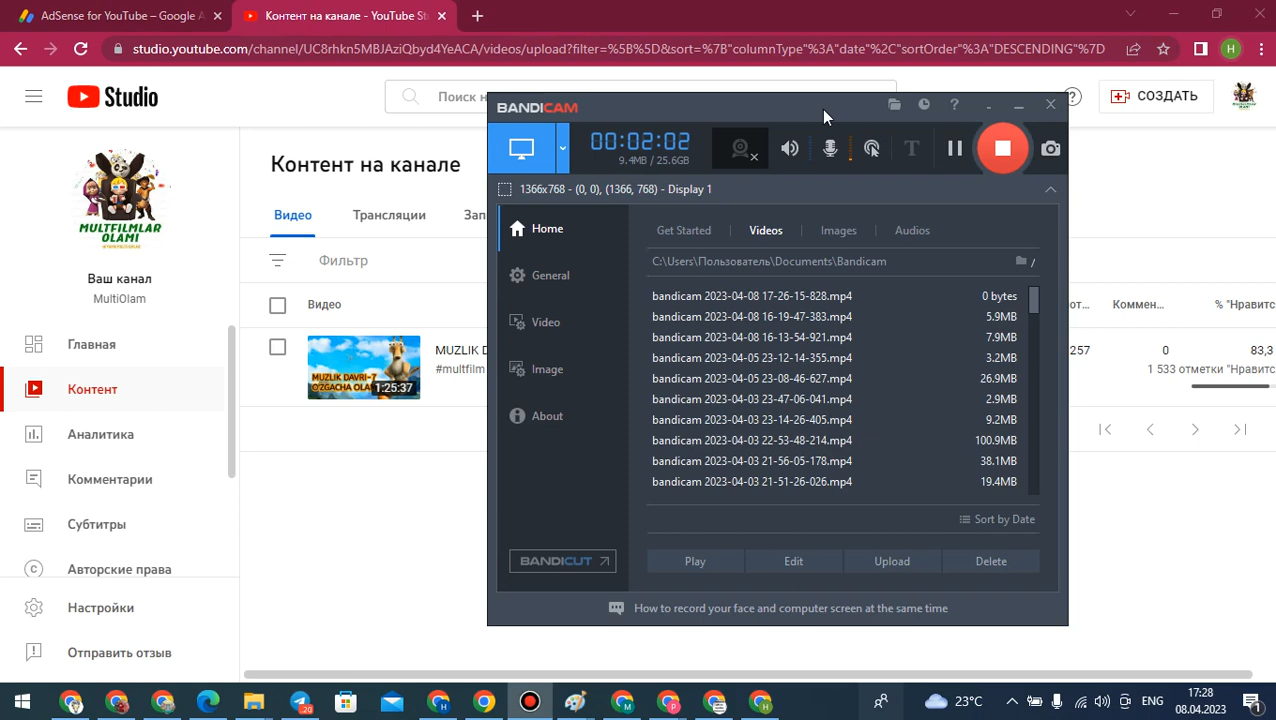 AdSense for YouTube – Google A
Контент на канале - YouTube St
studio.youtube.com/channel/UC8rhkn5MBJAziQbyd4YeACA/videos/upload?filter=%5B%5D&sort=%7B"columnType"%3A"date"%2C"sortOrder"%3A"DESCENDING"%7D
H
Studio
Поиск н
СОЗДАТЬ
MULTFILMLAR
OLAMI
Ваш канал
MultiOlam
Главная
Контент
Аналитика
Комментарии
Субтитры
Авторские права
Настройки
Отправить отзыв
Контент на канале
Видео
Трансляции
Зап
Фильтр
Видео
MUZLIK DAVRI-7
O'ZGACHA OLA
1:25:37
MUZLIK D
#multfilm
от...
Коммен...
% "Нравитс
257
0
83,3
1 533 отметки "Нравитс
BANDICAM
00:02:02
9.4MB / 25.6GB
1366x768 - (0, 0), (1366, 768) - Display 1
Home
General
Video
Image
About
BANDICUT
Get Started
Videos
Images
Audios
C:\Users\Пользователь\Documents\Bandicam
/
bandicam 2023-04-08 17-26-15-828.mp4 0 bytes
bandicam 2023-04-08 16-19-47-383.mp4 5.9MB
bandicam 2023-04-08 16-13-54-921.mp4 7.9MB
bandicam 2023-04-05 23-12-14-355.mp4 3.2MB
bandicam 2023-04-05 23-08-46-627.mp4 26.9MB
bandicam 2023-04-03 23-47-06-041.mp4 2.9MB
bandicam 2023-04-03 23-14-26-405.mp4 9.2MB
bandicam 2023-04-03 22-53-48-214.mp4 100.9MB
bandicam 2023-04-03 21-56-05-178.mp4 38.1MB
bandicam 2023-04-03 21-51-26-026.mp4 19.4MB
Sort by Date
Play
Edit
Upload
Delete
How to record your face and computer screen at the same time
23°C
ENG
17:28
08.04.2023